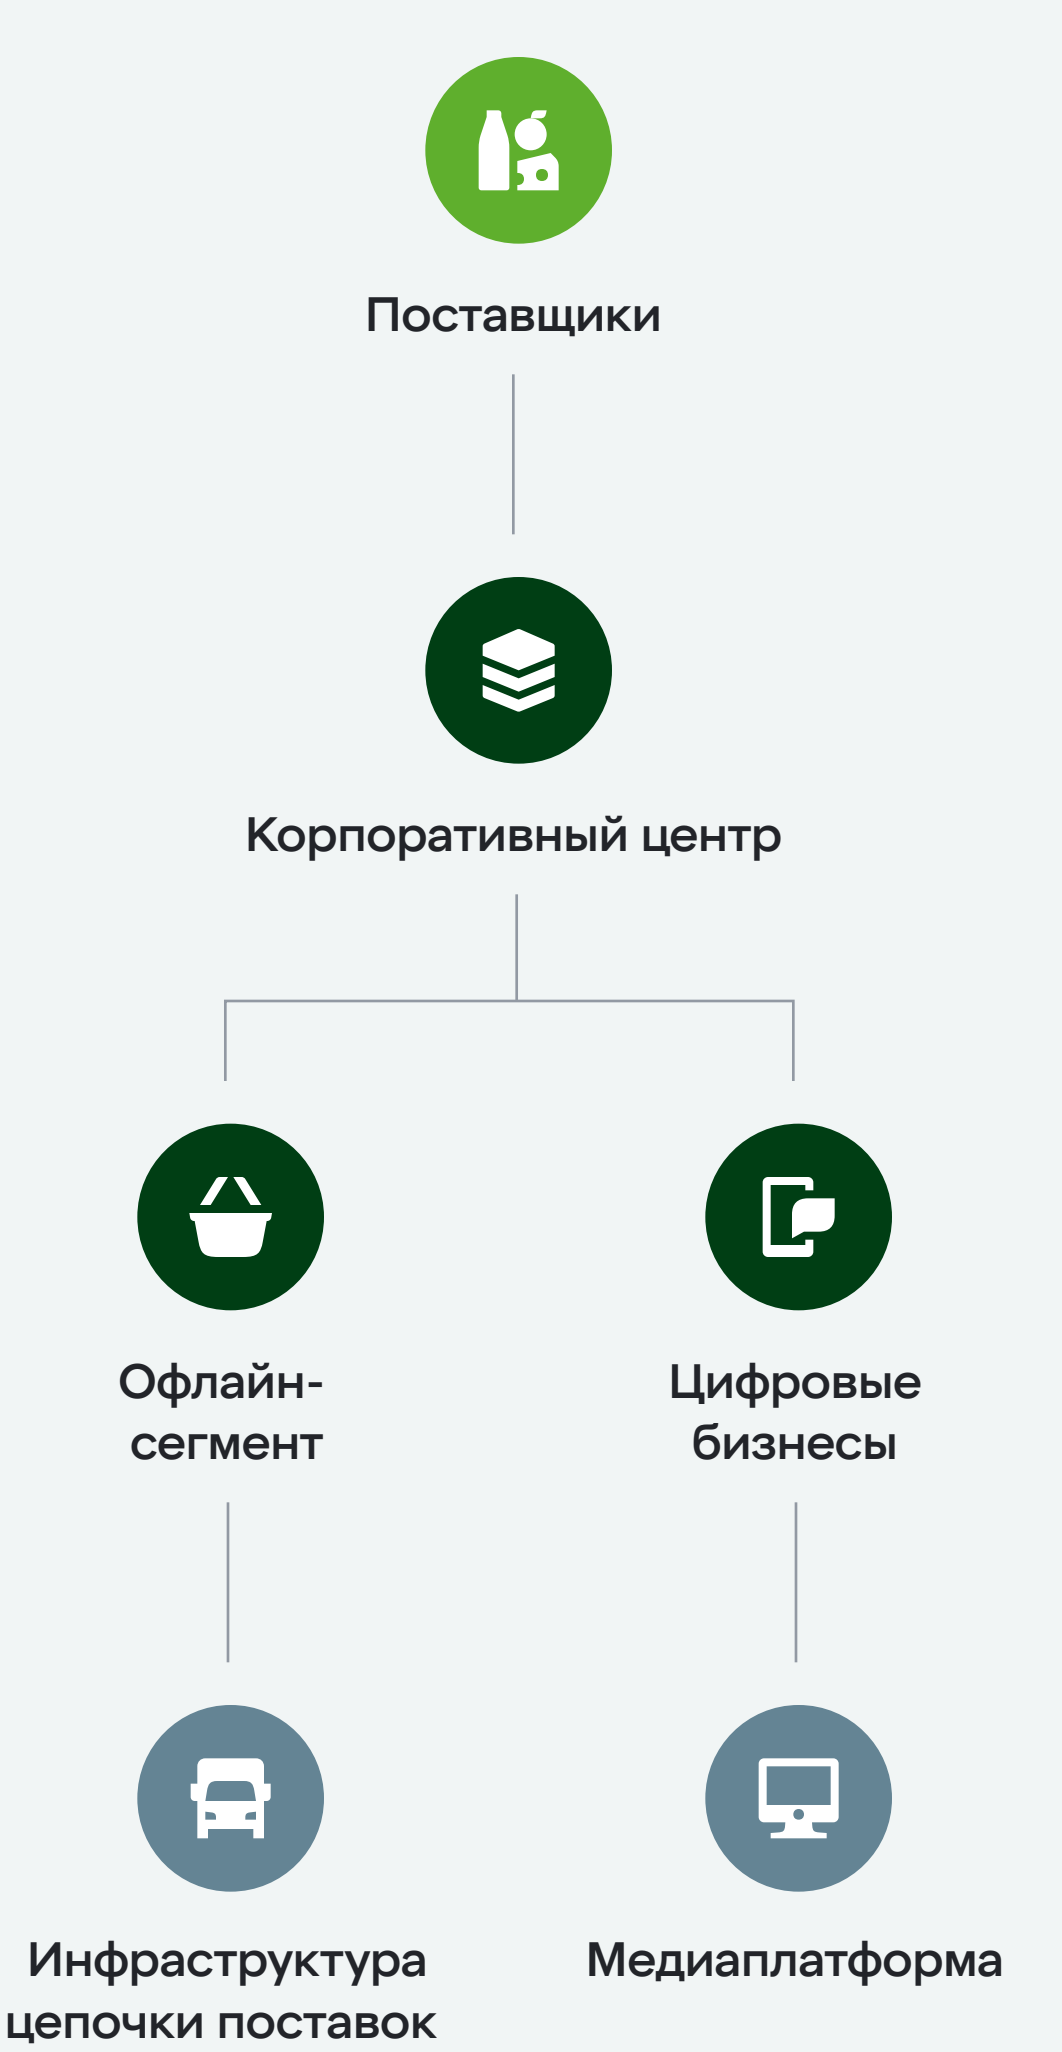 Поставщики
Корпоративный центр
Офлайн-
сегмент
Цифровые
бизнесы
Инфраструктура
цепочки поставок
Медиаплатформа